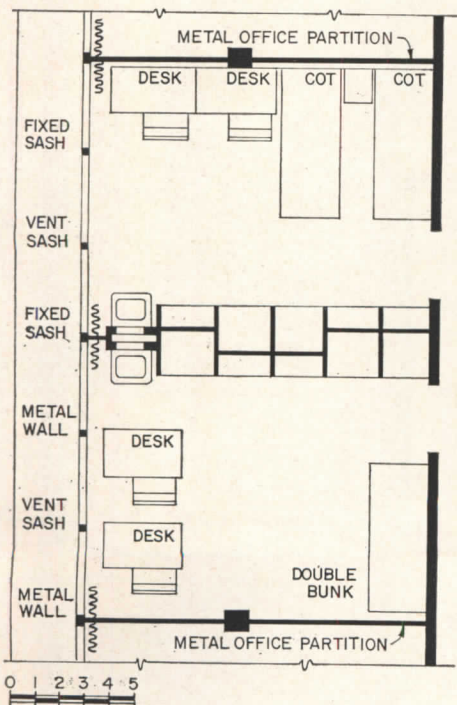 METAL OFFICE PARTITION
DESK
DESK
COT
COT
FIXED
SASH
VENT
SASH
FIXED
SASH
METAL
WALL
DESK
VENT
SASH
DESK
DOUBLE
BUNK
METAL
WALL
METAL OFFICE PARTITION
0 1 2 3 4 5